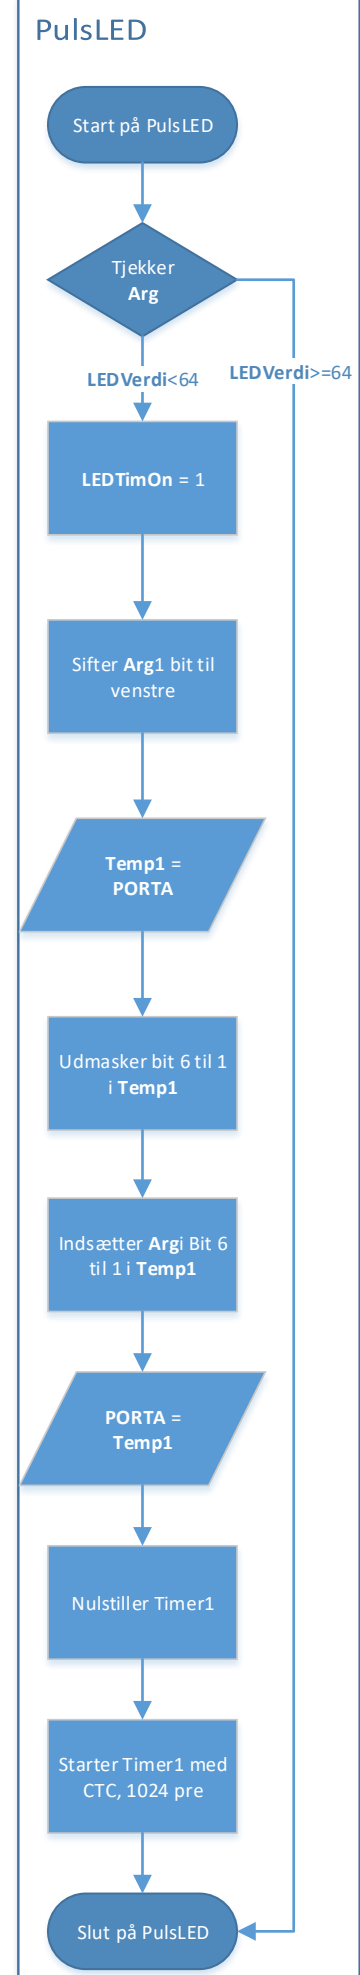 PulsLED
Start på PulsLED
Tjekker
Arg
LEDVerdi<64
LEDVerdi>=64
LEDTimOn = 1
Sifter Arg1 bit til
venstre
Temp1 =
PORTA
Udmasker bit 6 til 1
i Temp1
Indsætter Argi Bit 6
til 1 i Temp1
PORTA =
Temp1
Nulstiller Timer1
Starter Timer1 med
CTC, 1024 pre
Slut på PulsLED